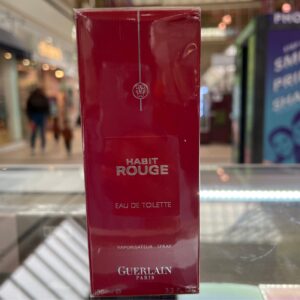 HABIT
ROUGE
EAU DE TOILETTE
VAPORISATEUR · SPRAY
GUERLAIN
PARIS